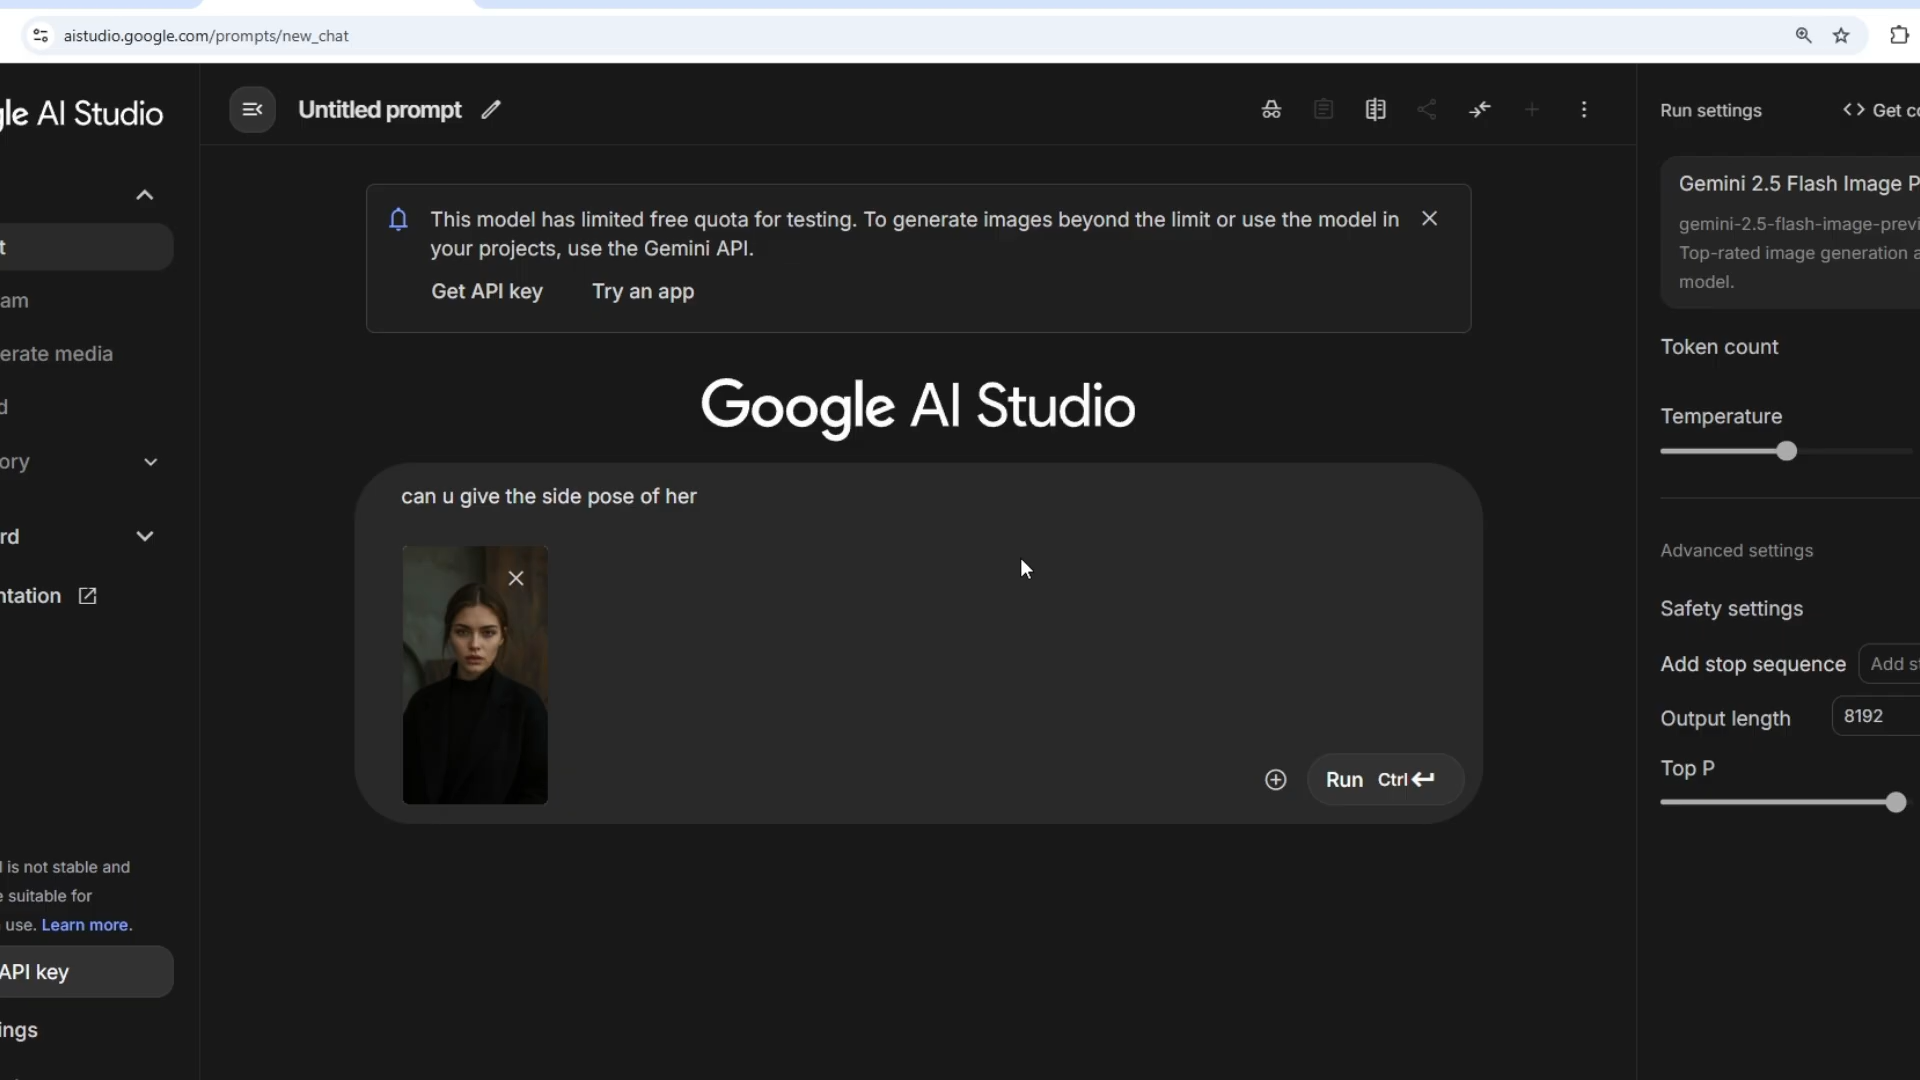 aistudio.google.com/prompts/new_chat
gle AI Studio
t
am
erate media
d
ory
rd
ntation
l is not stable and
e suitable for
use. Learn more.
API key
ings
Untitled prompt
This model has limited free quota for testing. To generate images beyond the limit or use the model in
your projects, use the Gemini API.
Get API key Try an app
Google AI Studio
can u give the side pose of her
Run Ctrl
Run settings
Get co
Gemini 2.5 Flash Image P
gemini-2.5-flash-image-previ
Top-rated image generation a
model.
Token count
Temperature
Advanced settings
Safety settings
Add stop sequence Add s
Output length 8192
Top P